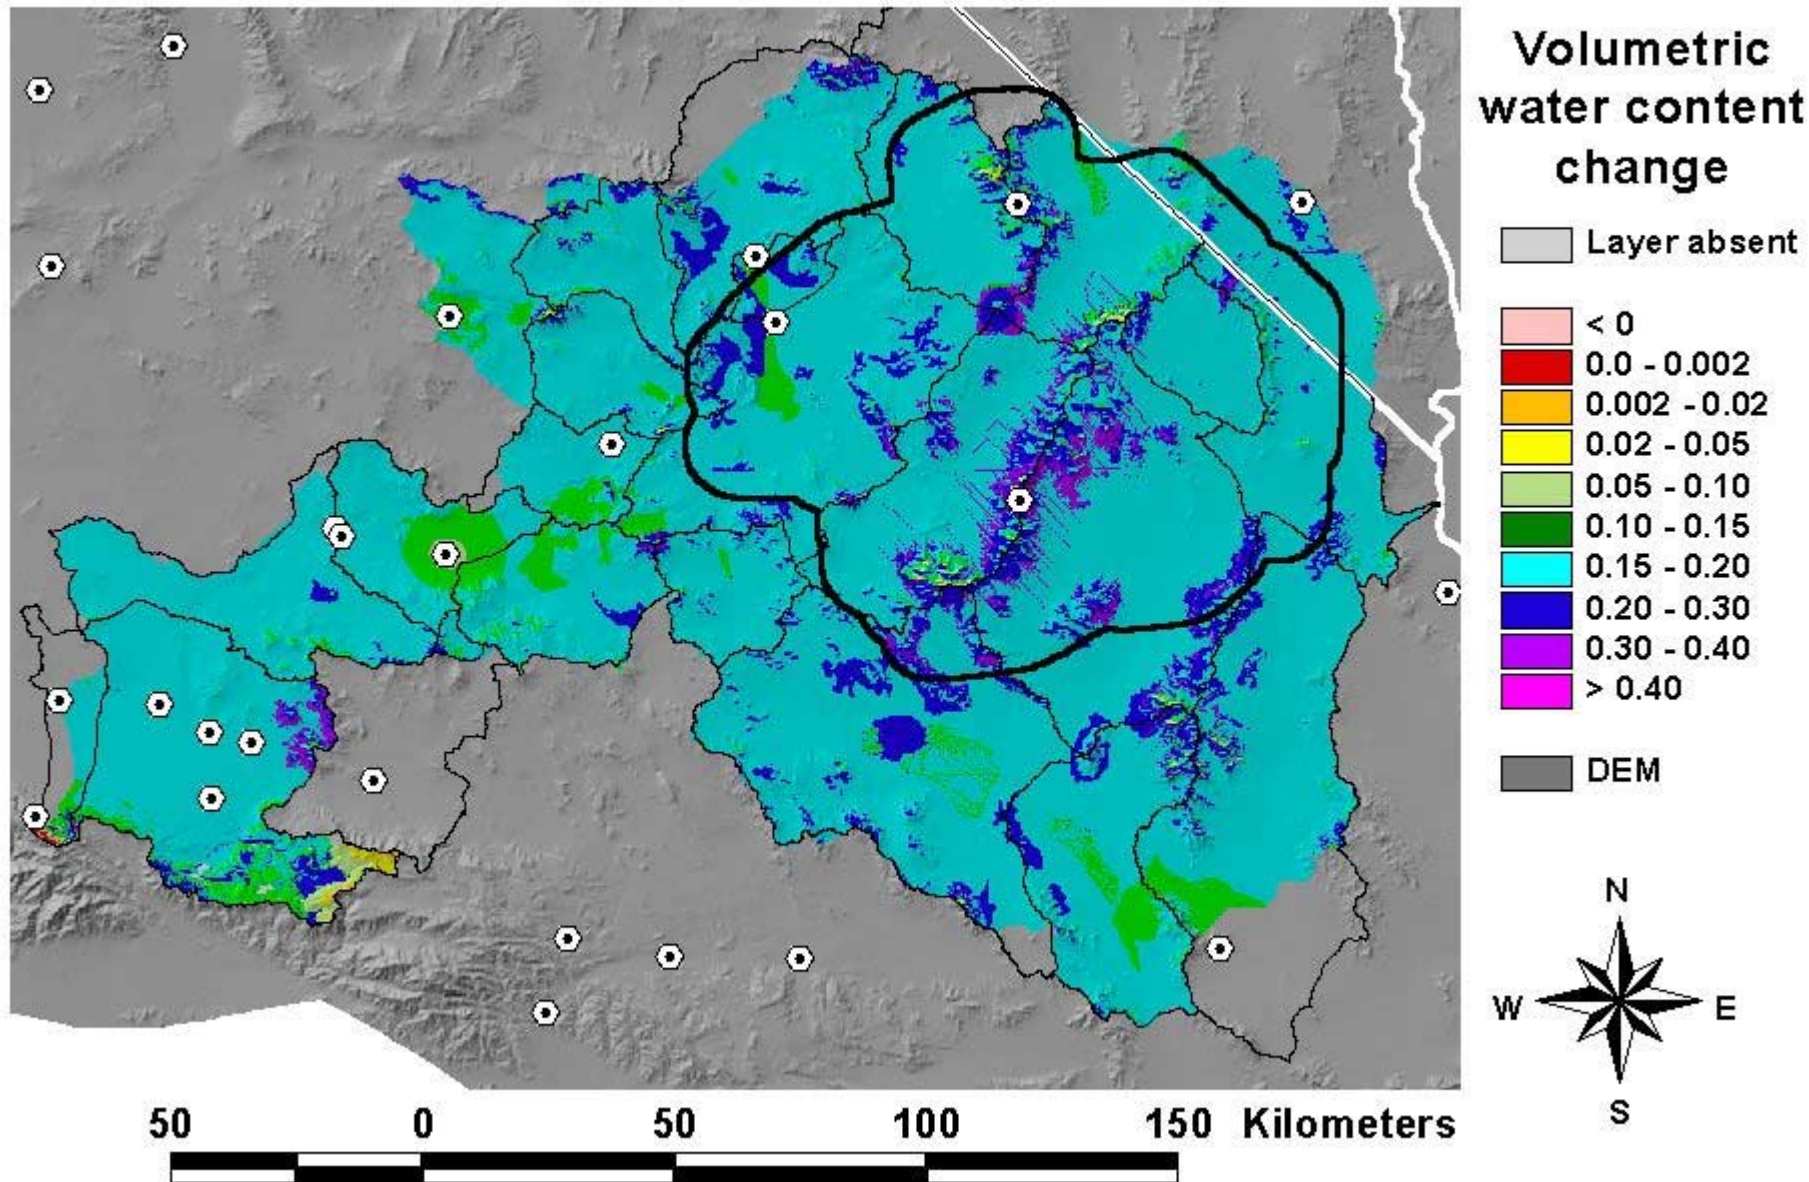 Volumetric
water content
change
Layer absent
< 0
0.0 - 0.002
0.002 - 0.02
0.02 - 0.05
0.05 - 0.10
0.10 - 0.15
0.15 - 0.20
0.20 - 0.30
0.30 - 0.40
> 0.40
DEM
N
W E
S
50 0 50 100 150 Kilometers